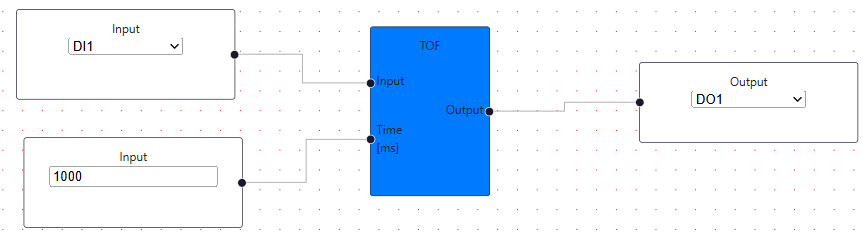 Input
DI1
TOF
Input
Output
Time
[ms]
Output
DO1
Input
1000